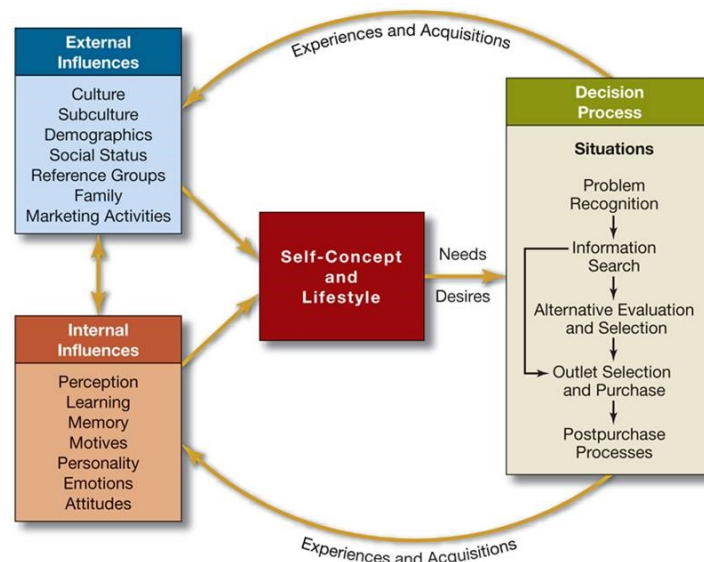 Experiences and Acquisitions
External
Influences
Culture
Subculture
Demographics
Social Status
Reference Groups
Family
Marketing Activities
Internal
Influences
Perception
Learning
Memory
Motives
Personality
Emotions
Attitudes
Self-Concept
and
Lifestyle
Needs
Desires
Decision
Process
Situations
Problem
Recognition
Information
Search
Alternative Evaluation
and Selection
Outlet Selection
and Purchase
Postpurchase
Processes
Experiences and Acquisitions